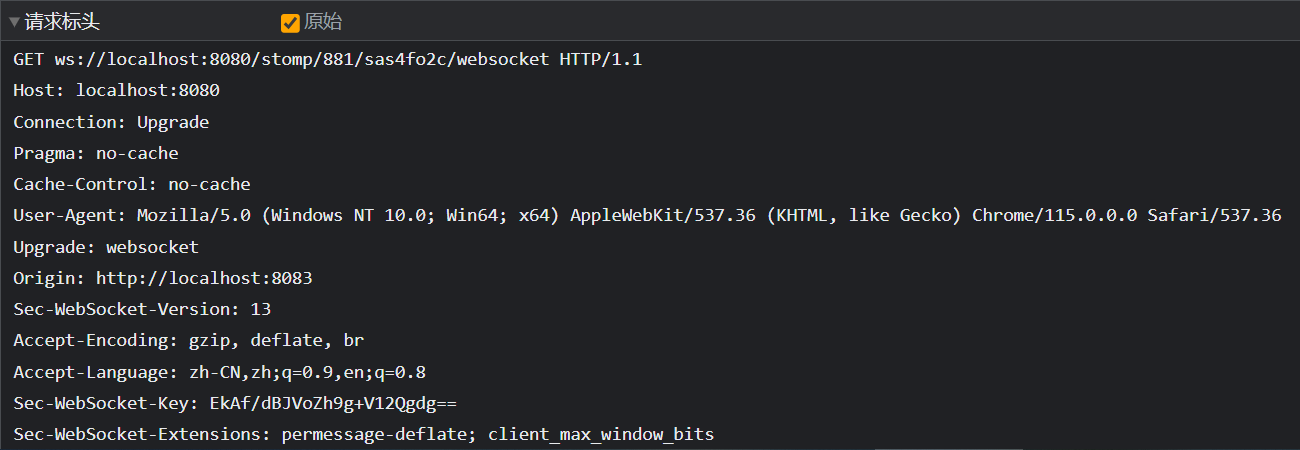 请求标头
原始
GET ws://localhost:8080/stomp/881/sas4fo2c/websocket HTTP/1.1
Host: localhost:8080
Connection: Upgrade
Pragma: no-cache
Cache-Control: no-cache
User-Agent: Mozilla/5.0 (Windows NT 10.0; Win64; x64) AppleWebKit/537.36 (KHTML, like Gecko) Chrome/115.0.0.0 Safari/537.36
Upgrade: websocket
Origin: http://localhost:8083
Sec-WebSocket-Version: 13
Accept-Encoding: gzip, deflate, br
Accept-Language: zh-CN,zh;q=0.9,en;q=0.8
Sec-WebSocket-Key: EkAf/dBJVoZh9g+V12Qgdg==
Sec-WebSocket-Extensions: permessage-deflate; client_max_window_bits